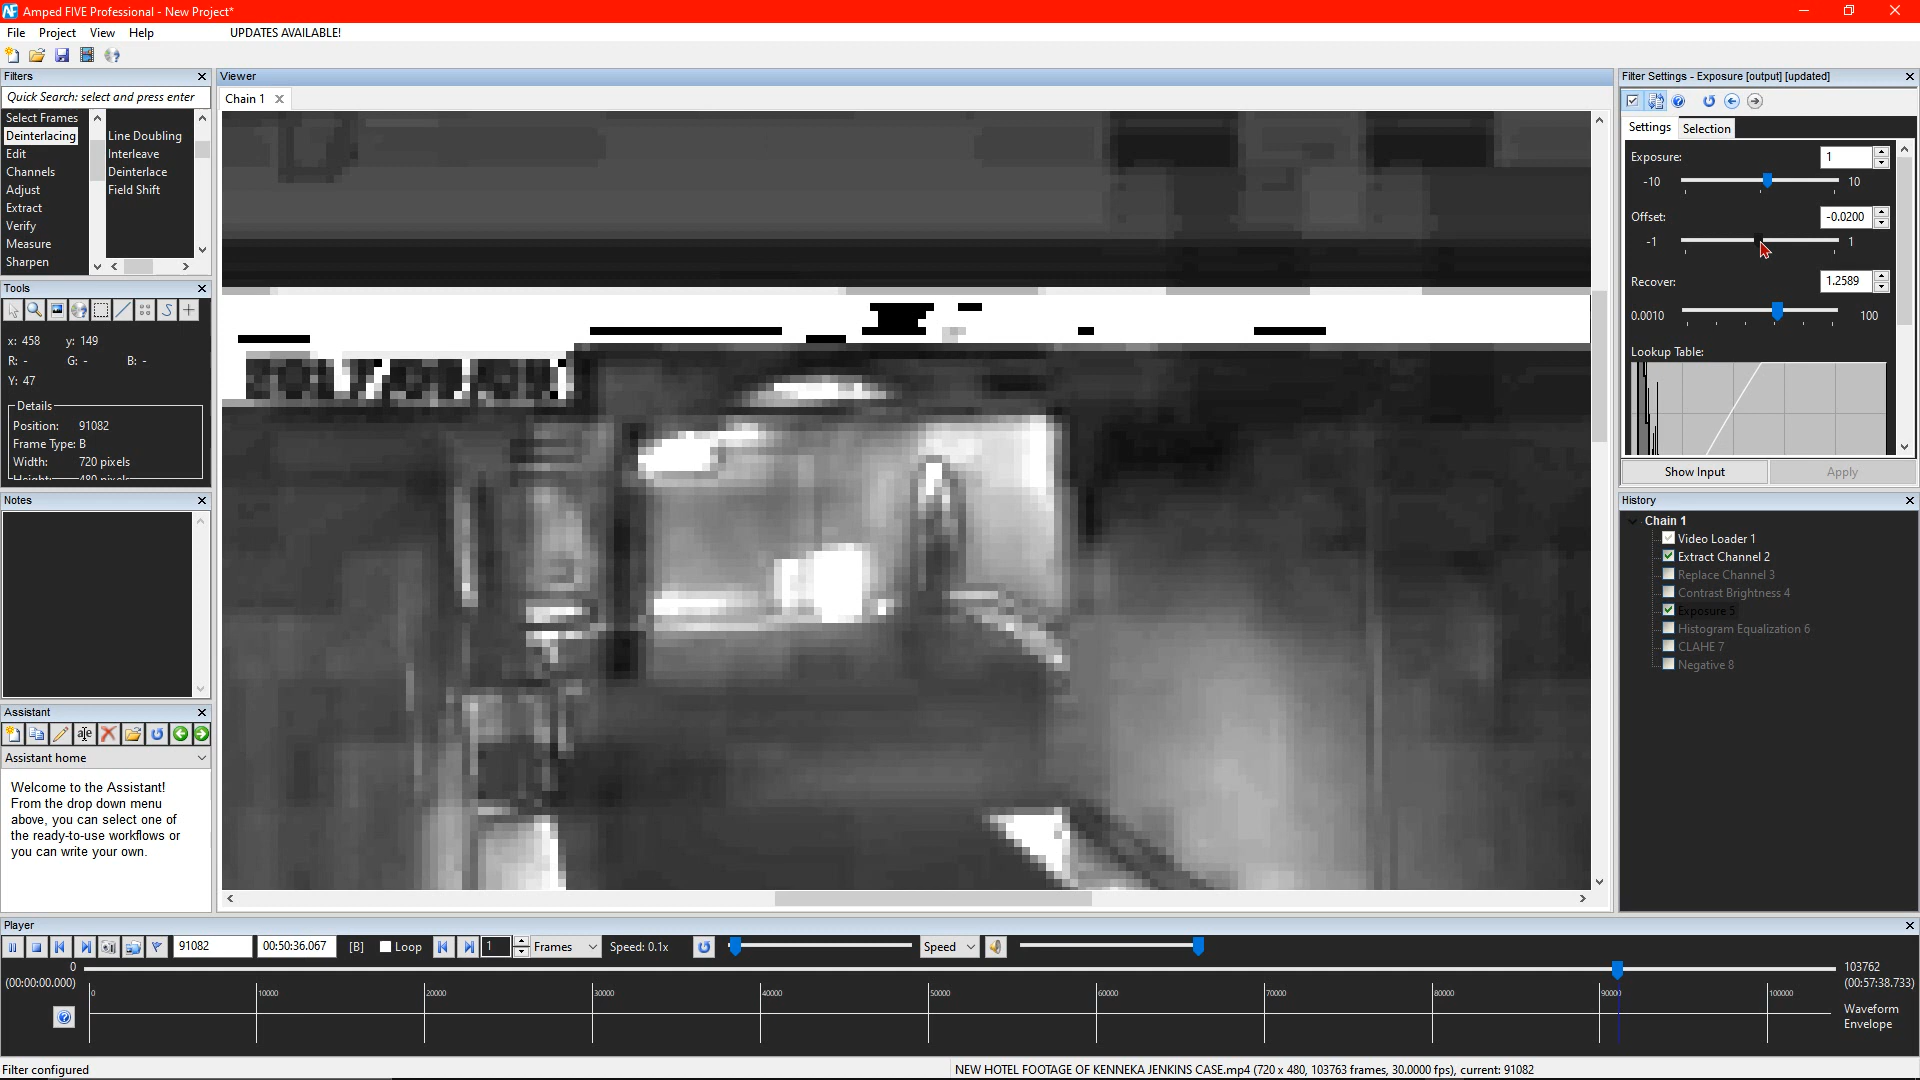 Amped FIVE Professional - New Project*
File Project View Help UPDATES AVAILABLE!
Filters
Quick Search: select and press enter
Select Frames
Deinterlacing
Edit
Channels
Adjust
Extract
Verify
Measure
Sharpen
Line Doubling
Interleave
Deinterlace
Field Shift
Tools
x: 458 y: 149
R: - G: - B: -
Y: 47
Details
Position: 91082
Frame Type: B
Width: 720 pixels
Height: 480 pixels
Notes
Assistant
Assistant home
Welcome to the Assistant!
From the drop down menu
above, you can select one of
the ready-to-use workflows or
you can write your own.
Viewer
Chain 1
Filter Settings - Exposure [output] [updated]
Settings Selection
Exposure: 1
-10 10
Offset: -0.0200
-1 1
Recover: 1.2589
0.0010 100
Lookup Table:
Show Input Apply
History
Chain 1
Video Loader 1
Extract Channel 2
Replace Channel 3
Contrast Brightness 4
Exposure 5
Histogram Equalization 6
CLAHE 7
Negative 8
Player
91082 00:50:36.067 [B] Loop 1 Frames Speed: 0.1x Speed
0 103762
(00:00:00.000) (00:57:38.733)
0 10000 20000 30000 40000 50000 60000 70000 80000 90000 100000
Waveform
Envelope
Filter configured NEW HOTEL FOOTAGE OF KENNEKA JENKINS CASE.mp4 (720 x 480, 103763 frames, 30.0000 fps), current: 91082